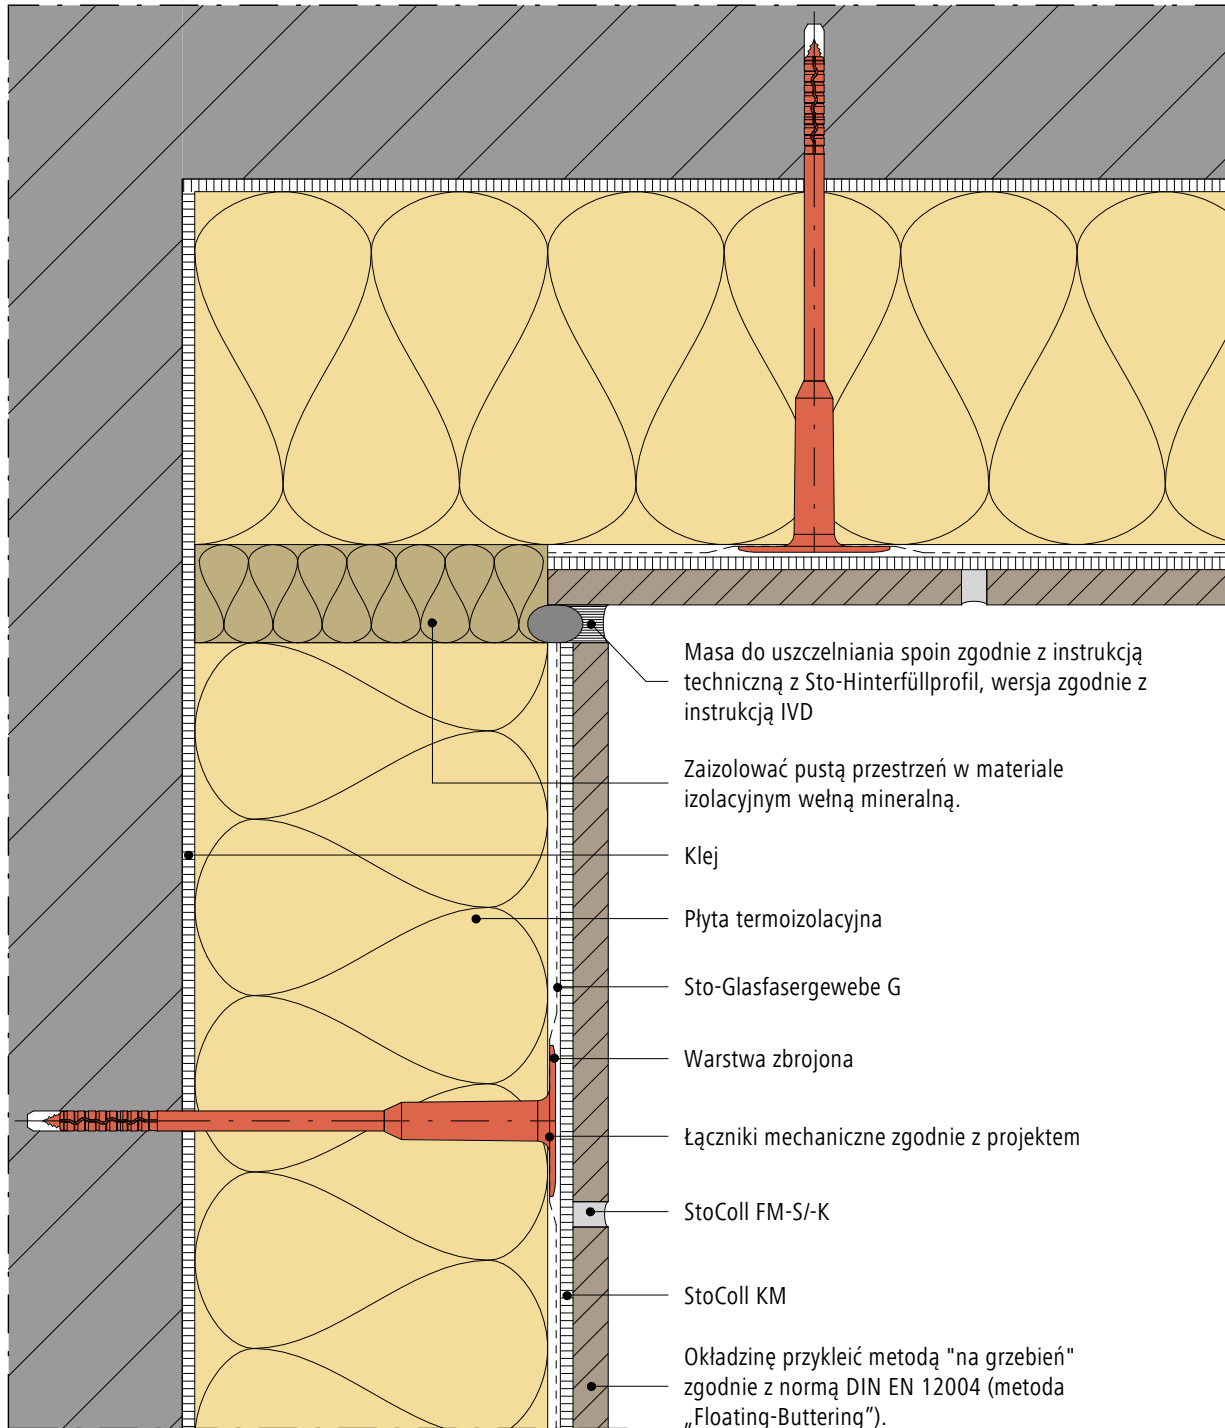 Masa do uszczelniania spoin zgodnie z instrukcją
techniczną z Sto-Hinterfüllprofil, wersja zgodnie z
instrukcją IVD
Zaizolować pustą przestrzeń w materiale
izolacyjnym wełną mineralną.
Klej
Płyta termoizolacyjna
Sto-Glasfasergewebe G
Warstwa zbrojona
Łączniki mechaniczne zgodnie z projektem
StoColl FM-S/-K
StoColl KM
Okładzinę przykleić metodą "na grzebień"
zgodnie z normą DIN EN 12004 (metoda
„Floating-Buttering”).